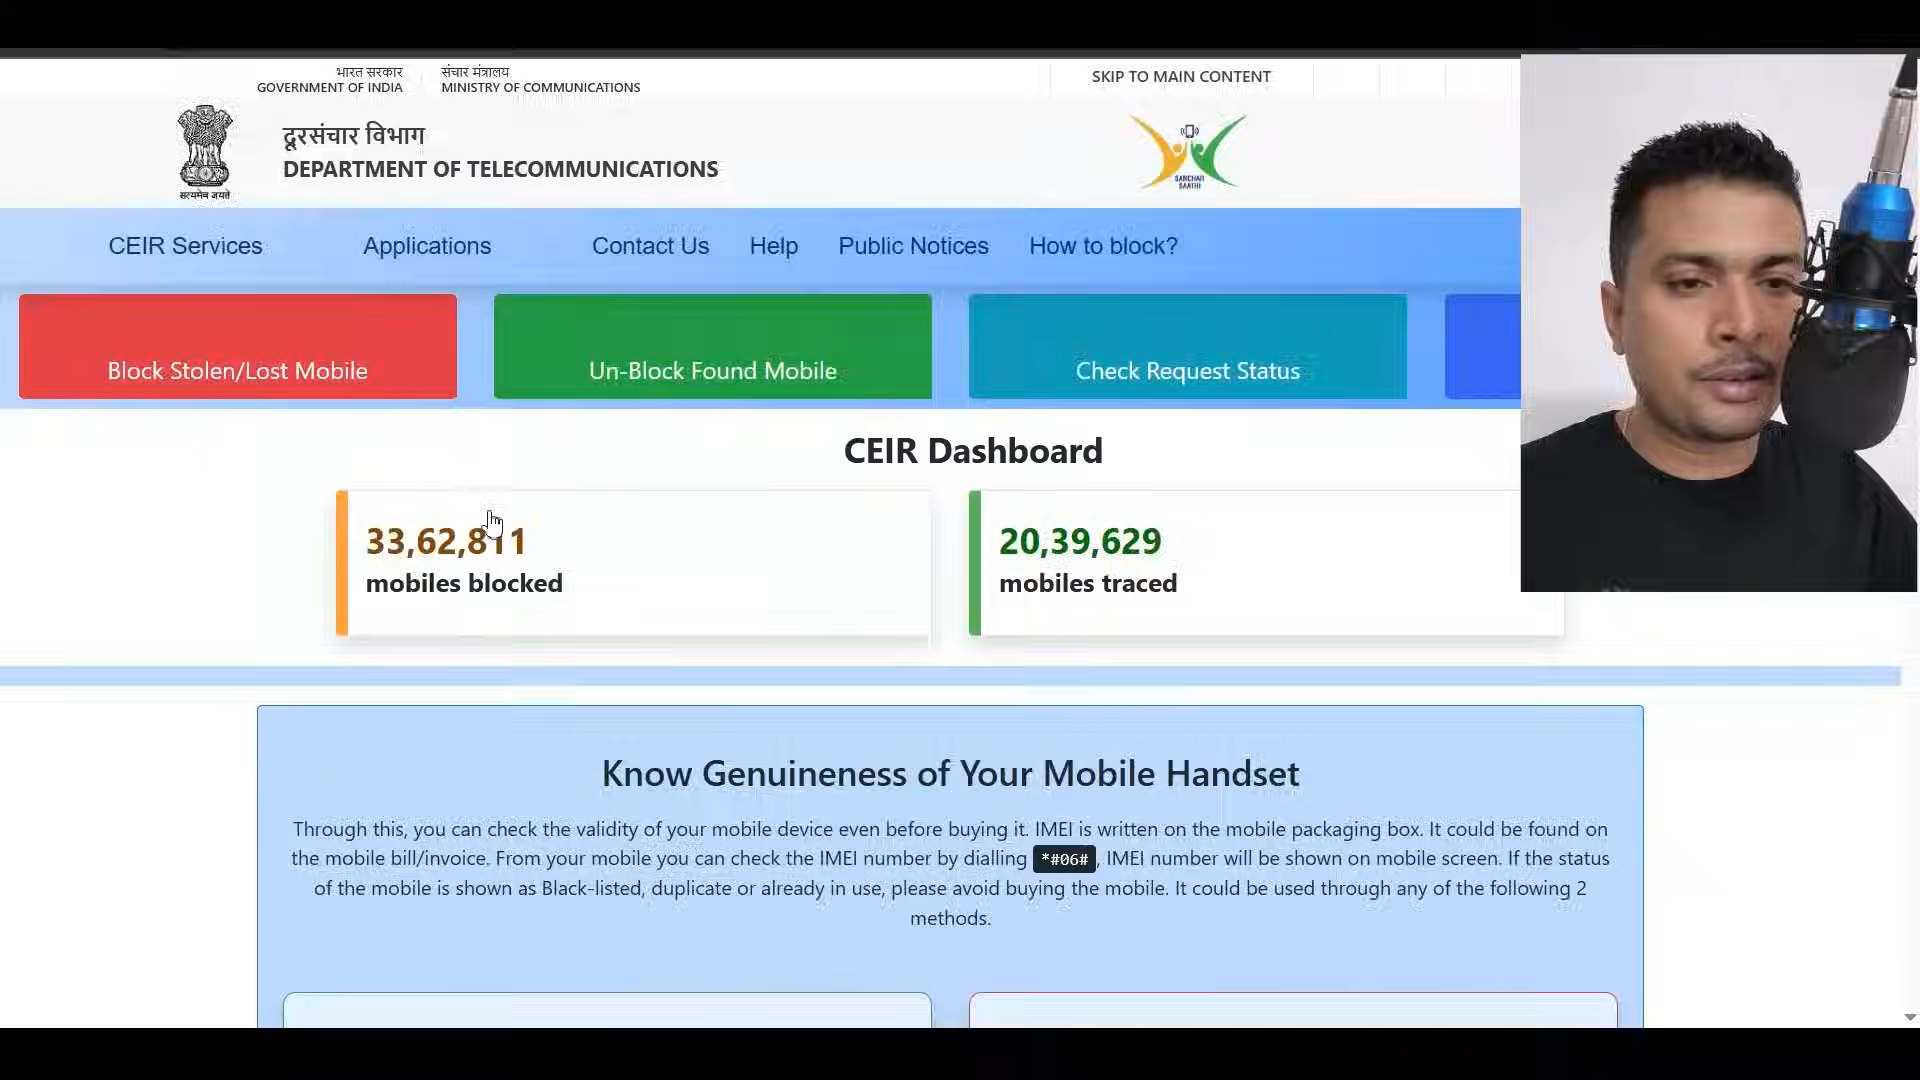 भारत सरकार
GOVERNMENT OF INDIA
संचार मंत्रालय
MINISTRY OF COMMUNICATIONS
SKIP TO MAIN CONTENT
सत्यमेव जयते
दूरसंचार विभाग
DEPARTMENT OF TELECOMMUNICATIONS
SANCHAR
SAATHI
CEIR Services
Applications
Contact Us
Help
Public Notices
How to block?
Block Stolen/Lost Mobile
Un-Block Found Mobile
Check Request Status
CEIR Dashboard
33,62,811
mobiles blocked
20,39,629
mobiles traced
Know Genuineness of Your Mobile Handset
Through this, you can check the validity of your mobile device even before buying it. IMEI is written on the mobile packaging box. It could be found on
the mobile bill/invoice. From your mobile you can check the IMEI number by dialling *#06#, IMEI number will be shown on mobile screen. If the status
of the mobile is shown as Black-listed, duplicate or already in use, please avoid buying the mobile. It could be used through any of the following 2
methods.